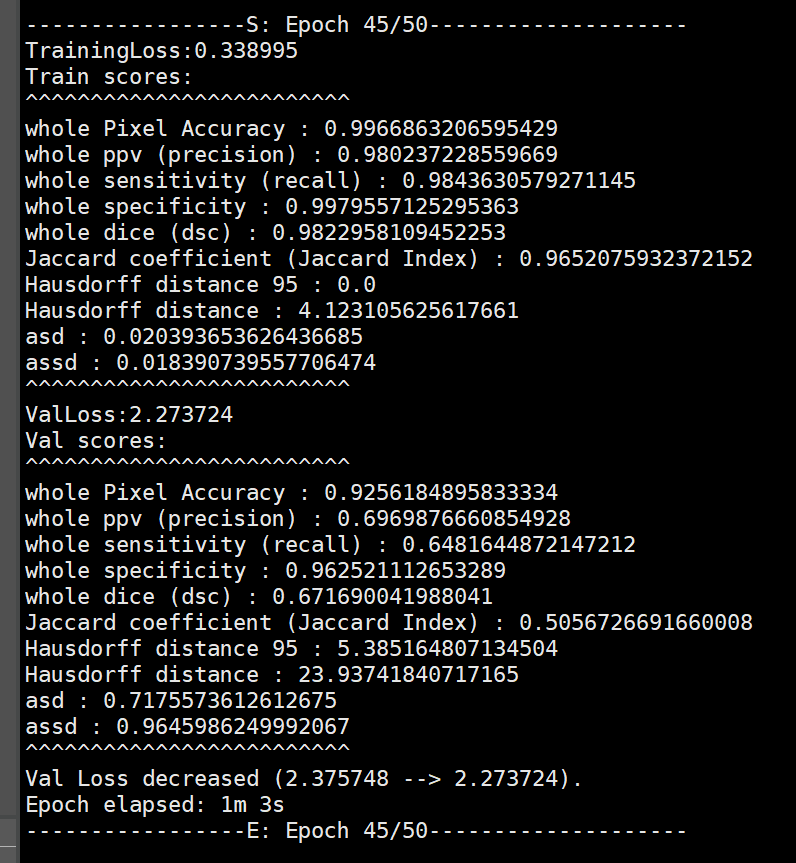 -----------------S: Epoch 45/50--------------------
TrainingLoss:0.338995
Train scores:
^^^^^^^^^^^^^^^^^^^^^^^^^
whole Pixel Accuracy : 0.9966863206595429
whole ppv (precision) : 0.980237228559669
whole sensitivity (recall) : 0.9843630579271145
whole specificity : 0.9979557125295363
whole dice (dsc) : 0.9822958109452253
Jaccard coefficient (Jaccard Index) : 0.9652075932372152
Hausdorff distance 95 : 0.0
Hausdorff distance : 4.123105625617661
asd : 0.020393653626436685
assd : 0.018390739557706474
^^^^^^^^^^^^^^^^^^^^^^^^^
ValLoss:2.273724
Val scores:
^^^^^^^^^^^^^^^^^^^^^^^^^
whole Pixel Accuracy : 0.9256184895833334
whole ppv (precision) : 0.6969876660854928
whole sensitivity (recall) : 0.6481644872147212
whole specificity : 0.962521112653289
whole dice (dsc) : 0.671690041988041
Jaccard coefficient (Jaccard Index) : 0.5056726691660008
Hausdorff distance 95 : 5.385164807134504
Hausdorff distance : 23.93741840717165
asd : 0.7175573612612675
assd : 0.9645986249992067
^^^^^^^^^^^^^^^^^^^^^^^^^
Val Loss decreased (2.375748 --> 2.273724).
Epoch elapsed: 1m 3s
-----------------E: Epoch 45/50--------------------